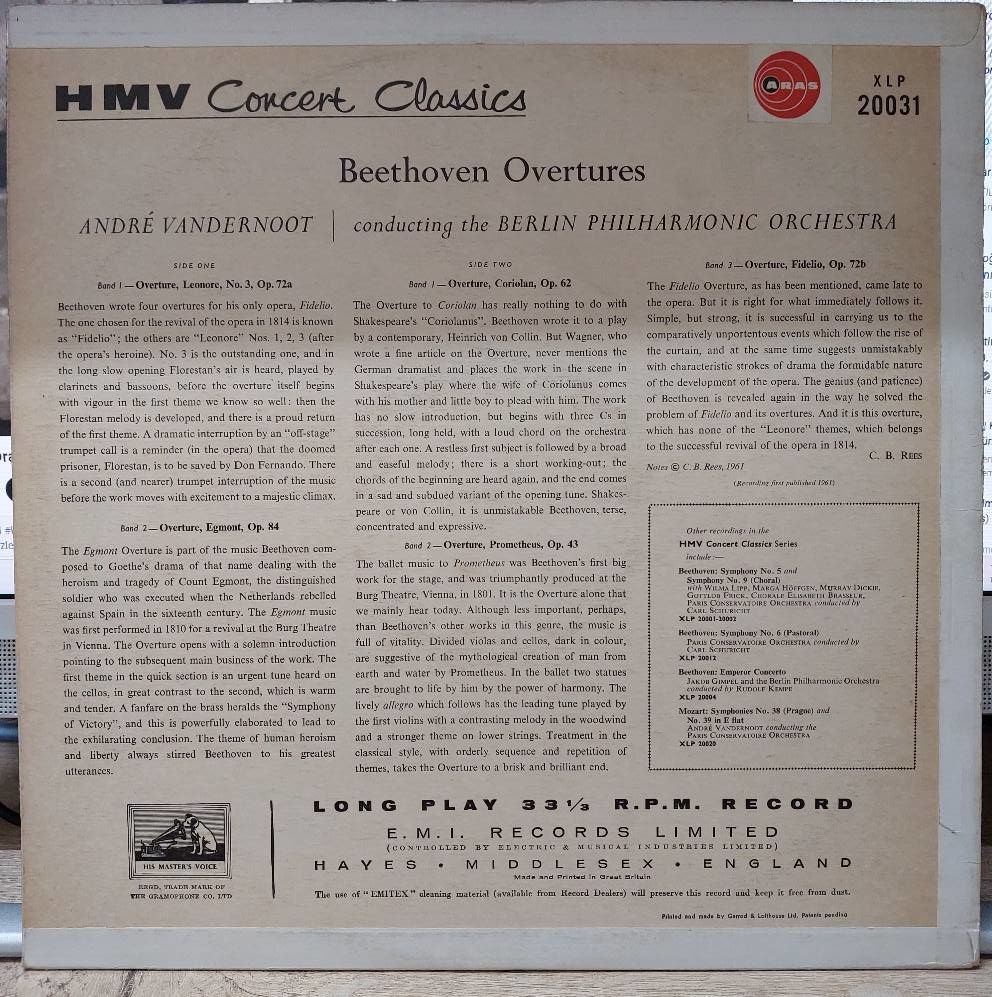 HMV Concert Classics
ARAS
XLP
20031
Beethoven Overtures
ANDRÉ VANDERNOOT | conducting the BERLIN PHILHARMONIC ORCHESTRA
SIDE ONE
Band 1—Overture, Leonore, No. 3, Op. 72a
Beethoven wrote four overtures for his only opera, Fidelio.
The one chosen for the revival of the opera in 1814 is known
as “Fidelio”; the others are “Leonore” Nos. 1, 2, 3 (after
the opera's heroine). No. 3 is the outstanding one, and in
the long slow opening Florestan's air is heard, played by
clarinets and bassoons, before the overture itself begins
with vigour in the first theme we know so well: then the
Florestan melody is developed, and there is a proud return
of the first theme. A dramatic interruption by an “off-stage”
trumpet call is a reminder (in the opera) that the doomed
prisoner, Florestan, is to be saved by Don Fernando. There
is a second (and nearer) trumpet interruption of the music
before the work moves with excitement to a majestic climax.
Band 2—Overture, Egmont, Op. 84
The Egmont Overture is part of the music Beethoven com-
posed to Goethe's drama of that name dealing with the
heroism and tragedy of Count Egmont, the distinguished
soldier who was executed when the Netherlands rebelled
against Spain in the sixteenth century. The Egmont music
was first performed in 1810 for a revival at the Burg Theatre
in Vienna. The Overture opens with a solemn introduction
pointing to the subsequent main business of the work. The
first theme in the quick section is an urgent tune heard on
the cellos, in great contrast to the second, which is warm
and tender. A fanfare on the brass heralds the “Symphony
of Victory”, and this is powerfully elaborated to lead to
the exhilarating conclusion. The theme of human heroism
and liberty always stirred Beethoven to his greatest
utterances.
SIDE TWO
Band 1—Overture, Coriolan, Op. 62
The Overture to Coriolan has really nothing to do with
Shakespeare's “Coriolanus”. Beethoven wrote it to a play
by a contemporary, Heinrich von Collin. But Wagner, who
wrote a fine article on the Overture, never mentions the
German dramatist and places the work in the scene in
Shakespeare's play where the wife of Coriolanus comes
with his mother and little boy to plead with him. The work
has no slow introduction, but begins with three Cs in
succession, long held, with a loud chord on the orchestra
after each one. A restless first subject is followed by a broad
and easeful melody; there is a short working-out; the
chords of the beginning are heard again, and the end comes
in a sad and subdued variant of the opening tune. Shakes-
peare or von Collin, it is unmistakable Beethoven, terse,
concentrated and expressive.
Band 2—Overture, Prometheus, Op. 43
The ballet music to Prometheus was Beethoven's first big
work for the stage, and was triumphantly produced at the
Burg Theatre, Vienna, in 1801. It is the Overture alone that
we mainly hear today. Although less important, perhaps,
than Beethoven's other works in this genre, the music is
full of vitality. Divided violas and cellos, dark in colour,
are suggestive of the mythological creation of man from
earth and water by Prometheus. In the ballet two statues
are brought to life by him by the power of harmony. The
lively allegro which follows has the leading tune played by
the first violins with a contrasting melody in the woodwind
and a stronger theme on lower strings. Treatment in the
classical style, with orderly sequence and repetition of
themes, takes the Overture to a brisk and brilliant end.
Band 3—Overture, Fidelio, Op. 72b
The Fidelio Overture, as has been mentioned, came late to
the opera. But it is right for what immediately follows it.
Simple, but strong, it is successful in carrying us to the
comparatively unportentous events which follow the rise of
the curtain, and at the same time suggests unmistakably
with characteristic strokes of drama the formidable nature
of the development of the opera. The genius (and patience)
of Beethoven is revealed again in the way he solved the
problem of Fidelio and its overtures. And it is this overture,
which has none of the “Leonore” themes, which belongs
to the successful revival of the opera in 1814.
C. B. REES
Notes © C. B. Rees, 1961
(Recording first published 1961)
Other recordings in the
HMV Concert Classics Series
include:—
Beethoven: Symphony No. 5 and
Symphony No. 9 (Choral)
with WILMA LIPP, MARGA HÖFFGEN, MURRAY DICKIE,
GOTTLOB FRICK, CHORALE ELISABETH BRASSEUR,
PARIS CONSERVATOIRE ORCHESTRA conducted by
CARL SCHURICHT
XLP 20001-20002
Beethoven: Symphony No. 6 (Pastoral)
PARIS CONSERVATOIRE ORCHESTRA conducted by
CARL SCHURICHT
XLP 20012
Beethoven: Emperor Concerto
JAKOB GIMPEL and the Berlin Philharmonic Orchestra
conducted by RUDOLF KEMPE
XLP 20004
Mozart: Symphonies No. 38 (Prague) and
No. 39 in E flat
ANDRÉ VANDERNOOT conducting the
PARIS CONSERVATOIRE ORCHESTRA
XLP 20020
HIS MASTER'S VOICE
REGD. TRADE MARK OF
THE GRAMOPHONE CO. LTD
LONG PLAY 33⅓ R.P.M. RECORD
E.M.I. RECORDS LIMITED
(CONTROLLED BY ELECTRIC & MUSICAL INDUSTRIES LIMITED)
HAYES • MIDDLESEX • ENGLAND
Made and Printed in Great Britain
The use of “EMITEX” cleaning material (available from Record Dealers) will preserve this record and keep it free from dust.
Printed and made by Garrod & Lofthouse Ltd. Patents pending